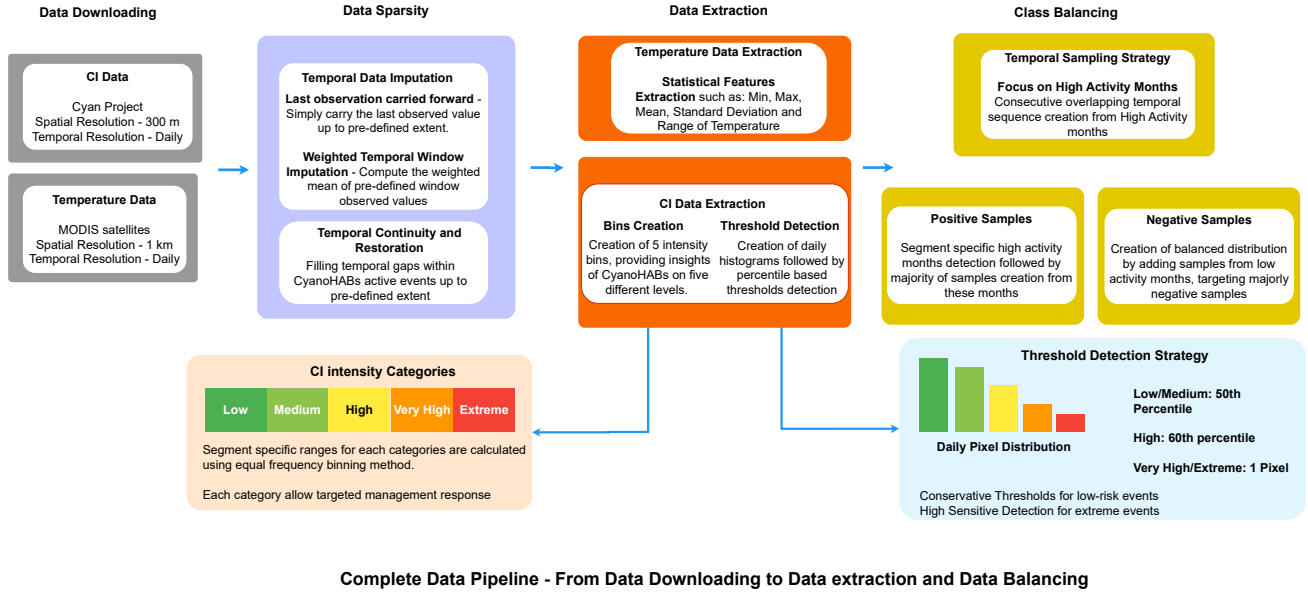 Data Downloading
CI Data
Cyan Project
Spatial Resolution - 300 m
Temporal Resolution - Daily
Temperature Data
MODIS satellites
Spatial Resolution - 1 km
Temporal Resolution - Daily
Data Sparsity
Temporal Data Imputation
Last observation carried forward -
Simply carry the last observed value
up to pre-defined extent.
Weighted Temporal Window
Imputation - Compute the weighted
mean of pre-defined window
observed values
Temporal Continuity and
Restoration
Filling temporal gaps within
CyanoHABs active events up to
pre-defined extent
Data Extraction
Temperature Data Extraction
Statistical Features
Extraction such as: Min, Max,
Mean, Standard Deviation and
Range of Temperature
CI Data Extraction
Bins Creation
Creation of 5 intensity
bins, providing insights
of CyanoHABs on five
different levels.
Threshold Detection
Creation of daily
histograms followed by
percentile based
thresholds detection
Class Balancing
Temporal Sampling Strategy
Focus on High Activity Months
Consecutive overlapping temporal
sequence creation from High Activity
months
Positive Samples
Segment specific high activity
months detection followed by
majority of samples creation from
these months
Negative Samples
Creation of balanced distribution
by adding samples from low
activity months, targeting majorly
negative samples
CI intensity Categories
Low
Medium
High
Very High
Extreme
Segment specific ranges for each categories are calculated
using equal frequency binning method.
Each category allow targeted management response
Threshold Detection Strategy
Daily Pixel Distribution
Low/Medium: 50th
Percentile
High: 60th percentile
Very High/Extreme: 1 Pixel
Conservative Thresholds for low-risk events
High Sensitive Detection for extreme events
Complete Data Pipeline - From Data Downloading to Data extraction and Data Balancing